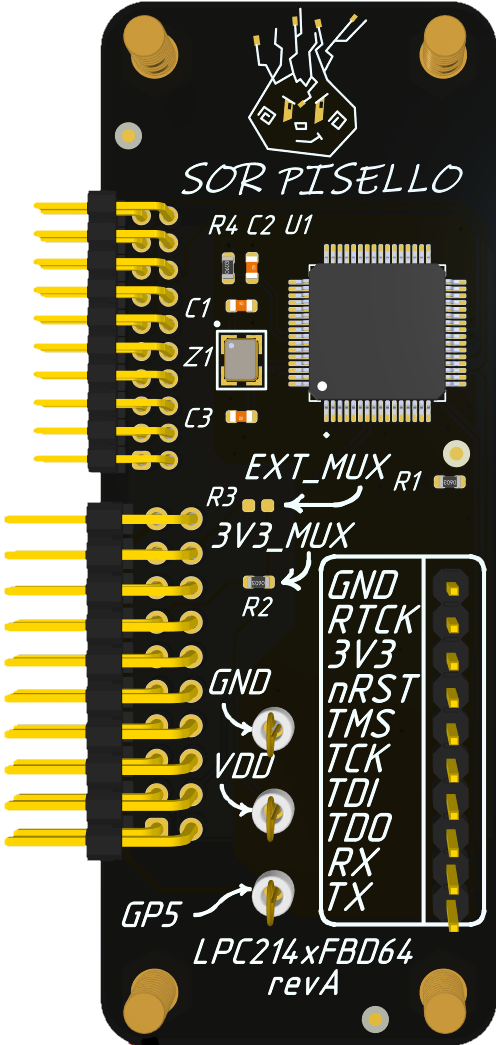 SOR PISELLO
R4 C2 U1
C1
Z1
C3
EXT_MUX
R1
R3
3V3_MUX
R2
GND
RTCK
3V3
nRST
TMS
TCK
TDI
TDO
RX
TX
GND
VDD
GP5
LPC214xFBD64
revA